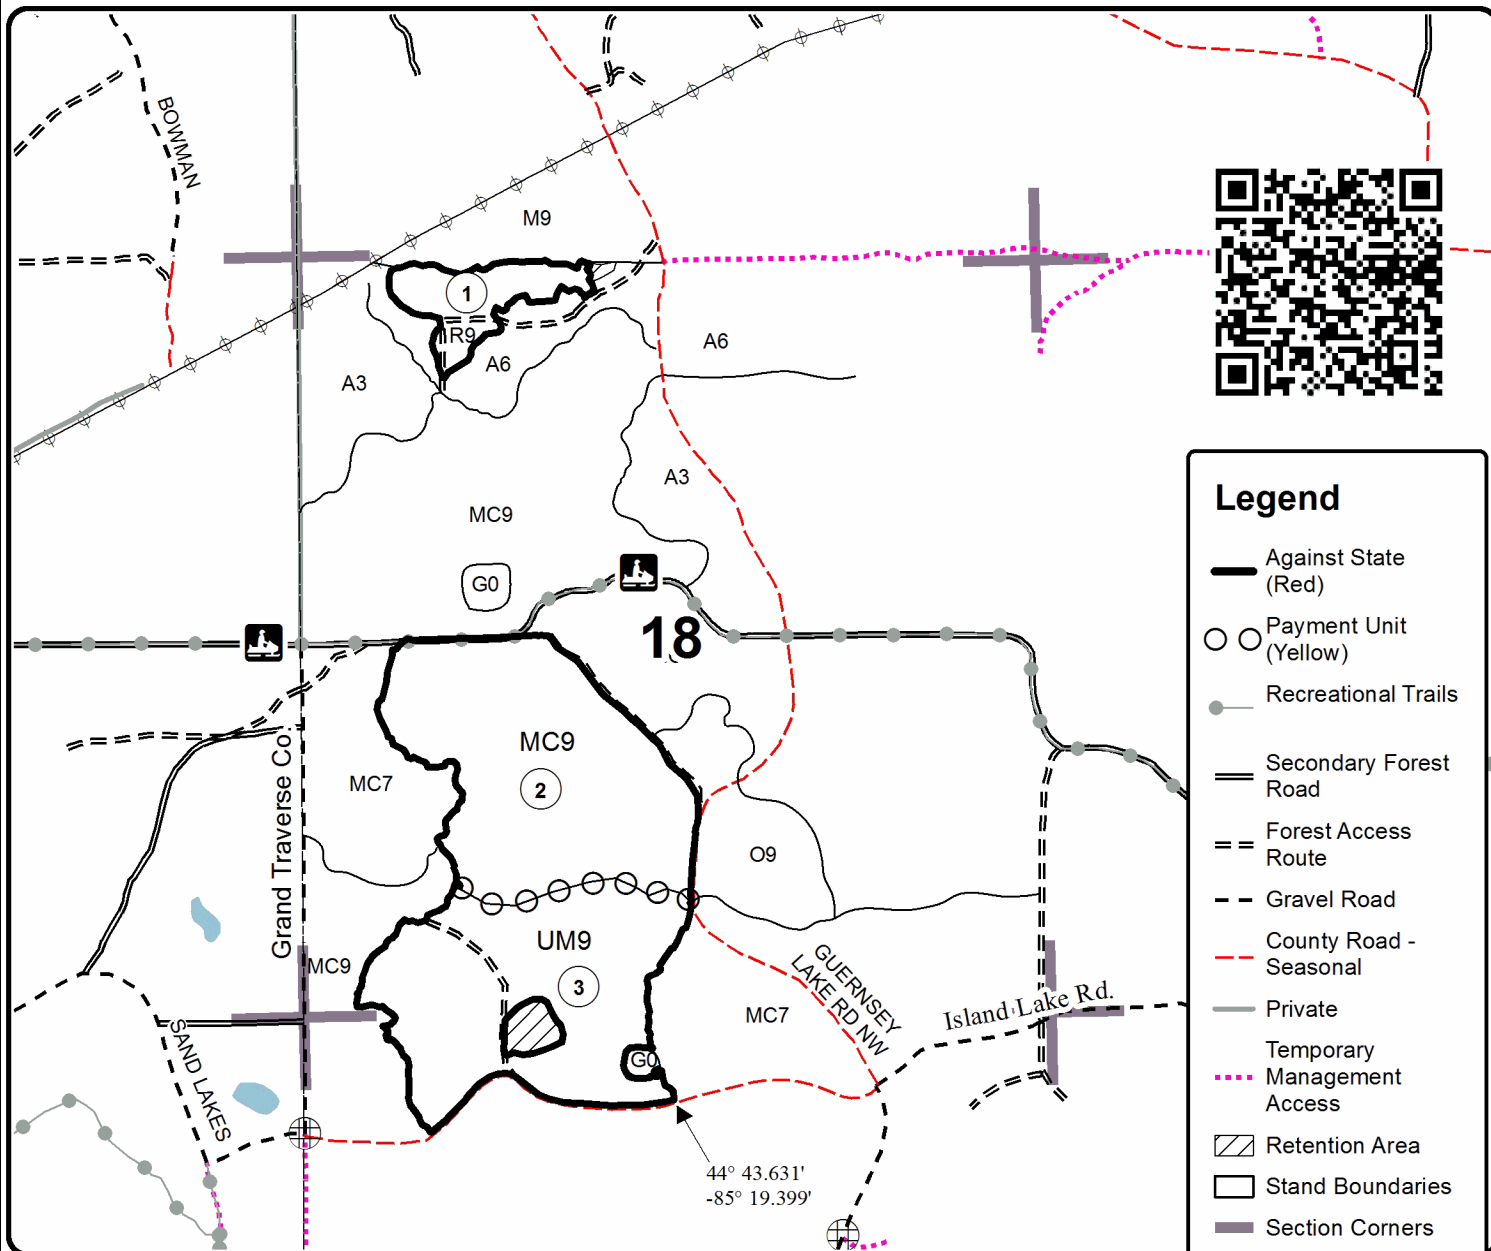 BOWMAN
M9
1
R9
A6
A6
A3
A3
MC9
G0
18
MC9
2
MC7
Grand Traverse Co.
O9
UM9
3
MC9
G0
MC7
GUERNSEY
LAKE RD NW
Island Lake Rd.
SAND LAKES
44° 43.631'
-85° 19.399'
Legend
Against State
(Red)
Payment Unit
(Yellow)
Recreational Trails
Secondary Forest
Road
Forest Access
Route
Gravel Road
County Road -
Seasonal
Private
Temporary
Management
Access
Retention Area
Stand Boundaries
Section Corners